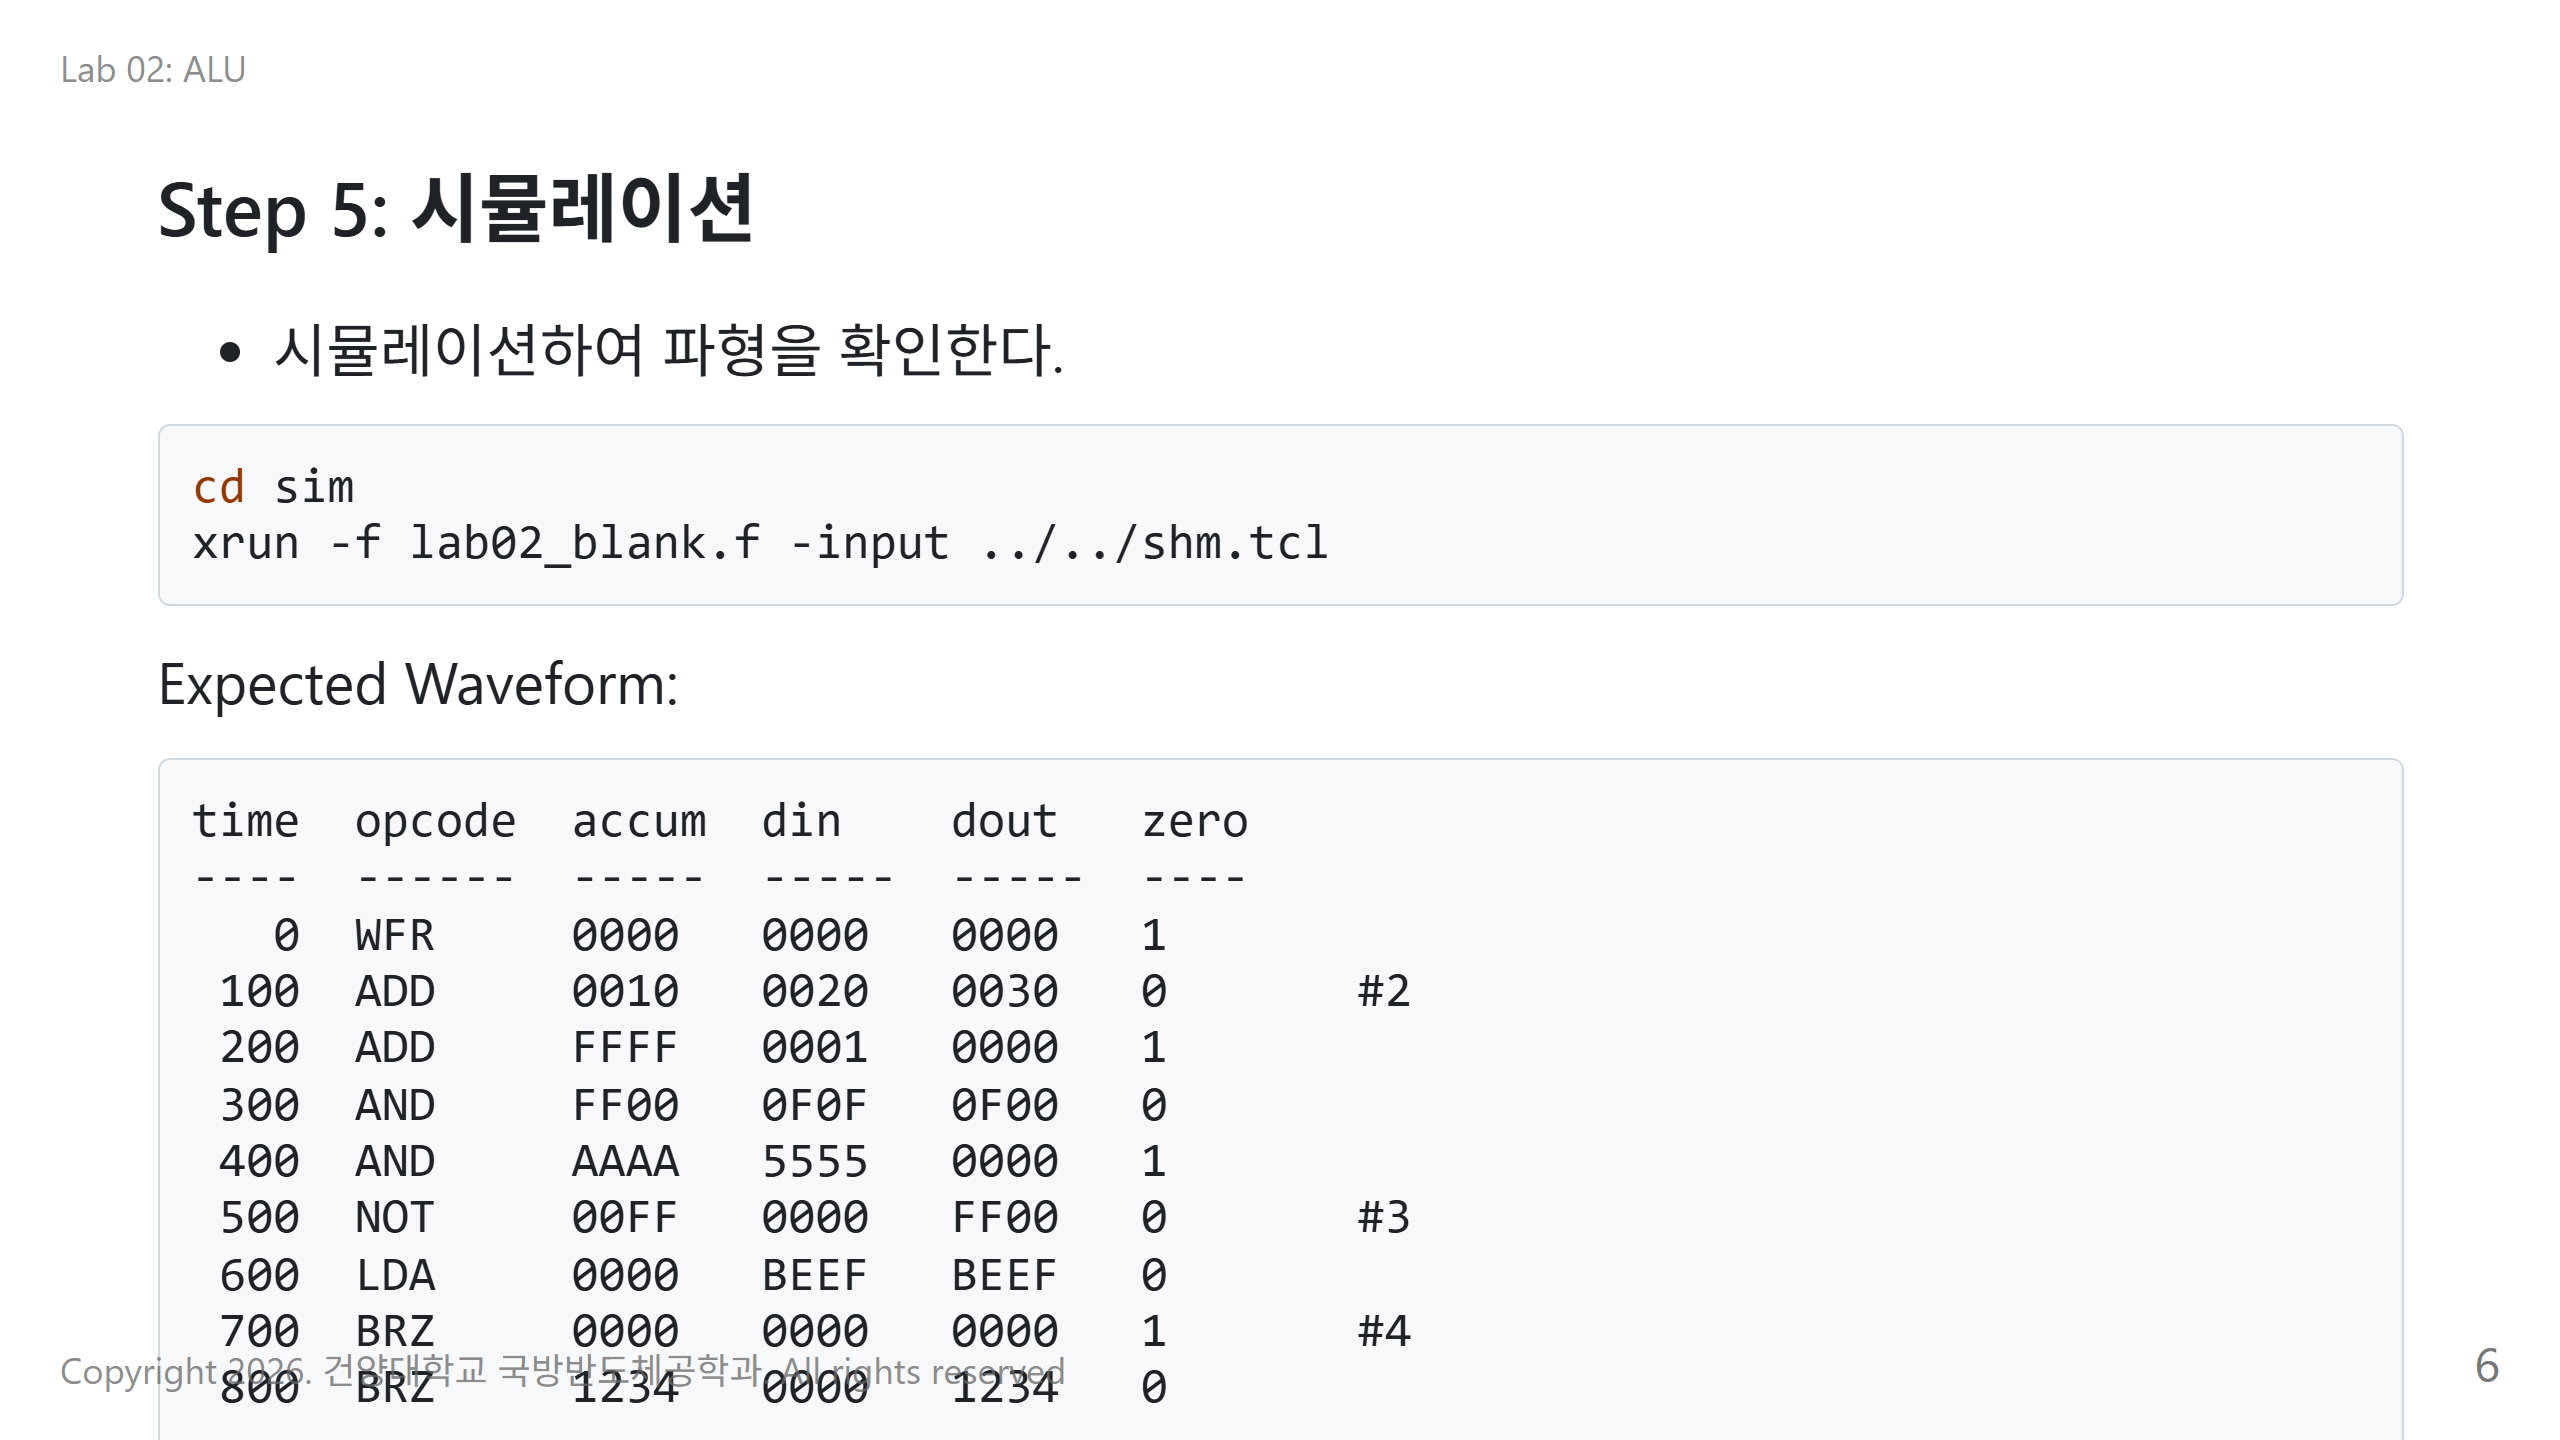 Lab 02: ALU
Step 5: 시뮬레이션
• 시뮬레이션하여 파형을 확인한다.
cd sim
xrun -f lab02_blank.f -input ../../shm.tcl
Expected Waveform:
time  opcode  accum  din    dout   zero
----  ------  -----  -----  -----  ----
   0  WFR     0000   0000   0000   1
 100  ADD     0010   0020   0030   0       #2
 200  ADD     FFFF   0001   0000   1
 300  AND     FF00   0F0F   0F00   0
 400  AND     AAAA   5555   0000   1
 500  NOT     00FF   0000   FF00   0       #3
 600  LDA     0000   BEEF   BEEF   0
 700  BRZ     0000   0000   0000   1       #4
 800  BRZ     1234   0000   1234   0
Copyright 2026. 건양대학교 국방반도체공학과. All rights reserved
6